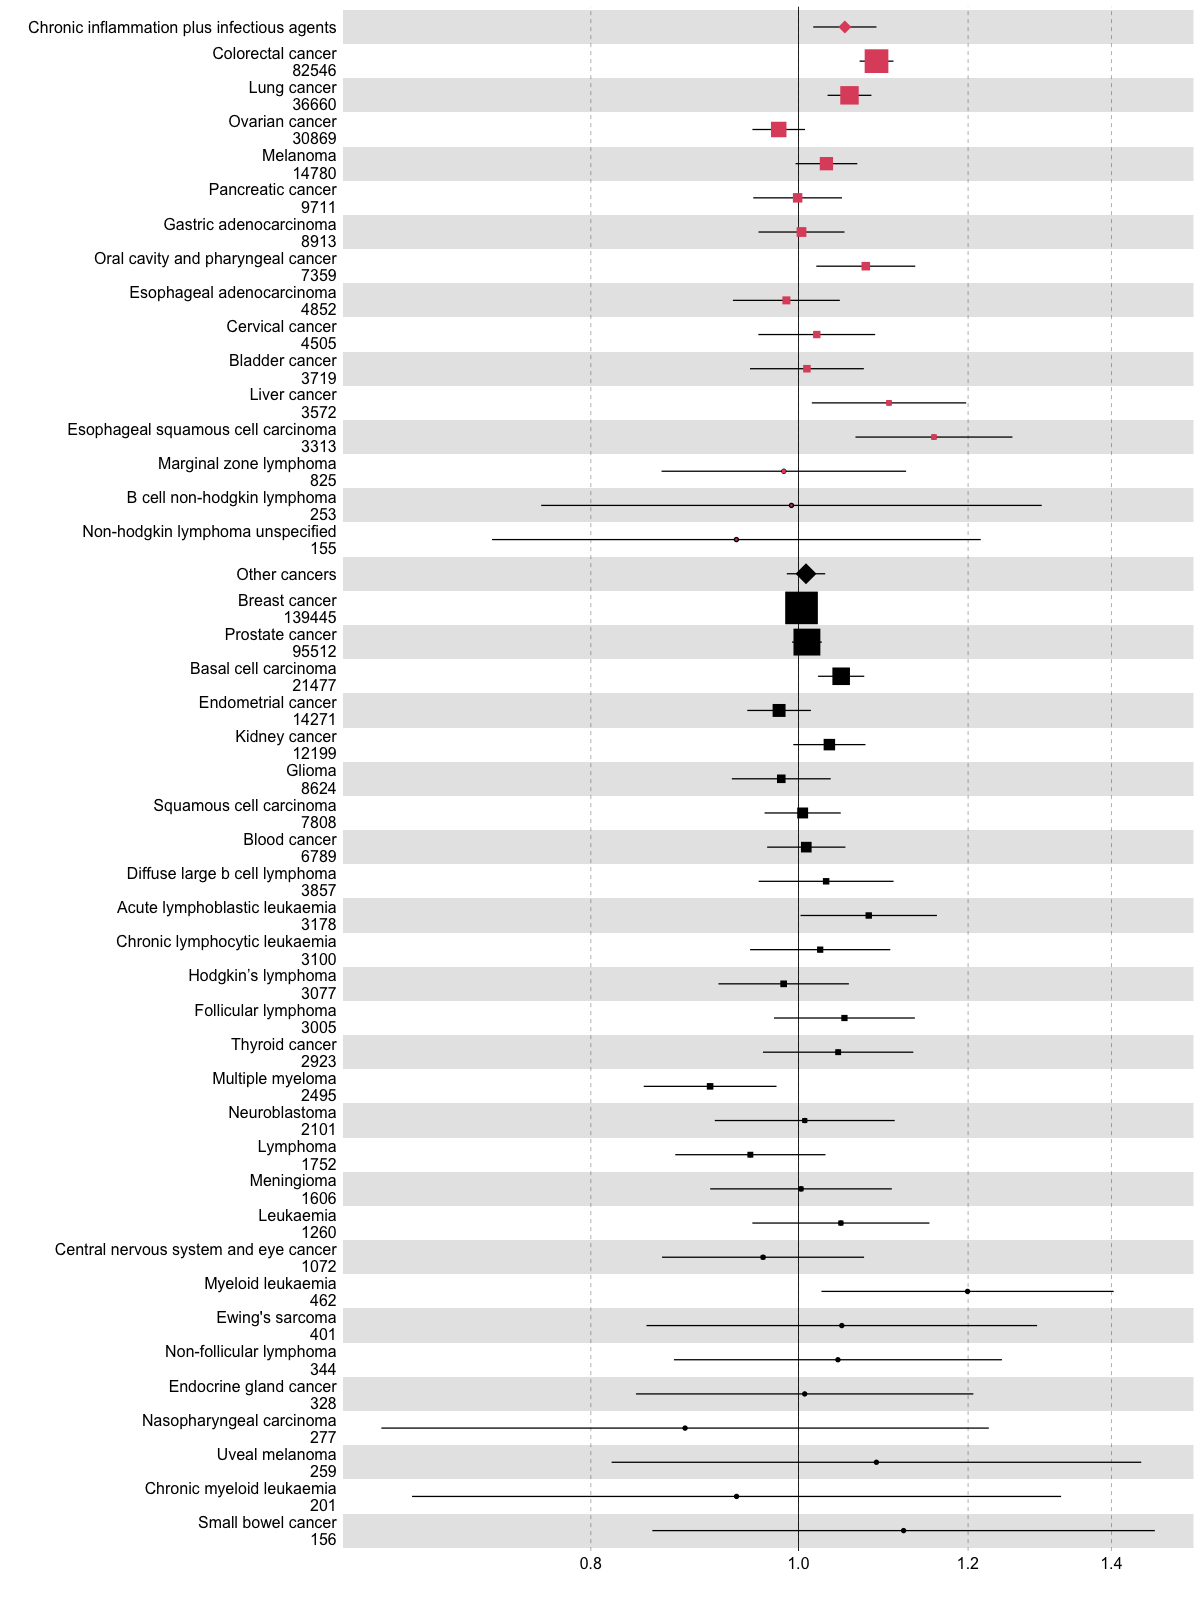 Chronic inflammation plus infectious agents
Colorectal cancer
82546
Lung cancer
36660
Ovarian cancer
30869
Melanoma
14780
Pancreatic cancer
9711
Gastric adenocarcinoma
8913
Oral cavity and pharyngeal cancer
7359
Esophageal adenocarcinoma
4852
Cervical cancer
4505
Bladder cancer
3719
Liver cancer
3572
Esophageal squamous cell carcinoma
3313
Marginal zone lymphoma
825
B cell non-hodgkin lymphoma
253
Non-hodgkin lymphoma unspecified
155
Other cancers
Breast cancer
139445
Prostate cancer
95512
Basal cell carcinoma
21477
Endometrial cancer
14271
Kidney cancer
12199
Glioma
8624
Squamous cell carcinoma
7808
Blood cancer
6789
Diffuse large b cell lymphoma
3857
Acute lymphoblastic leukaemia
3178
Chronic lymphocytic leukaemia
3100
Hodgkin’s lymphoma
3077
Follicular lymphoma
3005
Thyroid cancer
2923
Multiple myeloma
2495
Neuroblastoma
2101
Lymphoma
1752
Meningioma
1606
Leukaemia
1260
Central nervous system and eye cancer
1072
Myeloid leukaemia
462
Ewing's sarcoma
401
Non-follicular lymphoma
344
Endocrine gland cancer
328
Nasopharyngeal carcinoma
277
Uveal melanoma
259
Chronic myeloid leukaemia
201
Small bowel cancer
156
0.8 1.0 1.2 1.4